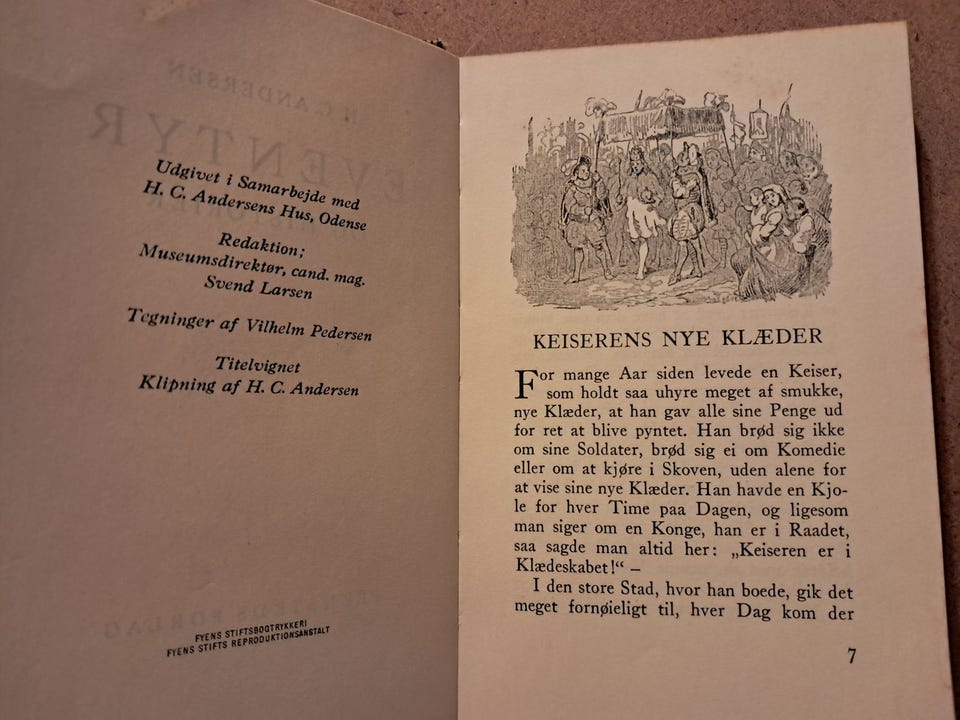 Udgivet i Samarbejde med
H. C. Andersens Hus, Odense
Redaktion;
Museumsdirektør, cand. mag.
Svend Larsen
Tegninger af Vilhelm Pedersen
Titelvignet
Klipning af H. C. Andersen
FYENS STIFTSBOGTRYKKERI
FYENS STIFTS REPRODUKTIONSANSTALT
KEISERENS NYE KLÆDER
For mange Aar siden levede en Keiser,
som holdt saa uhyre meget af smukke,
nye Klæder, at han gav alle sine Penge ud
for ret at blive pyntet. Han brød sig ikke
om sine Soldater, brød sig ei om Komedie
eller om at kjøre i Skoven, uden alene for
at vise sine nye Klæder. Han havde en Kjo-
le for hver Time paa Dagen, og ligesom
man siger om en Konge, han er i Raadet,
saa sagde man altid her: „Keiseren er i
Klædeskabet!“ –
I den store Stad, hvor han boede, gik det
meget fornøieligt til, hver Dag kom der
7